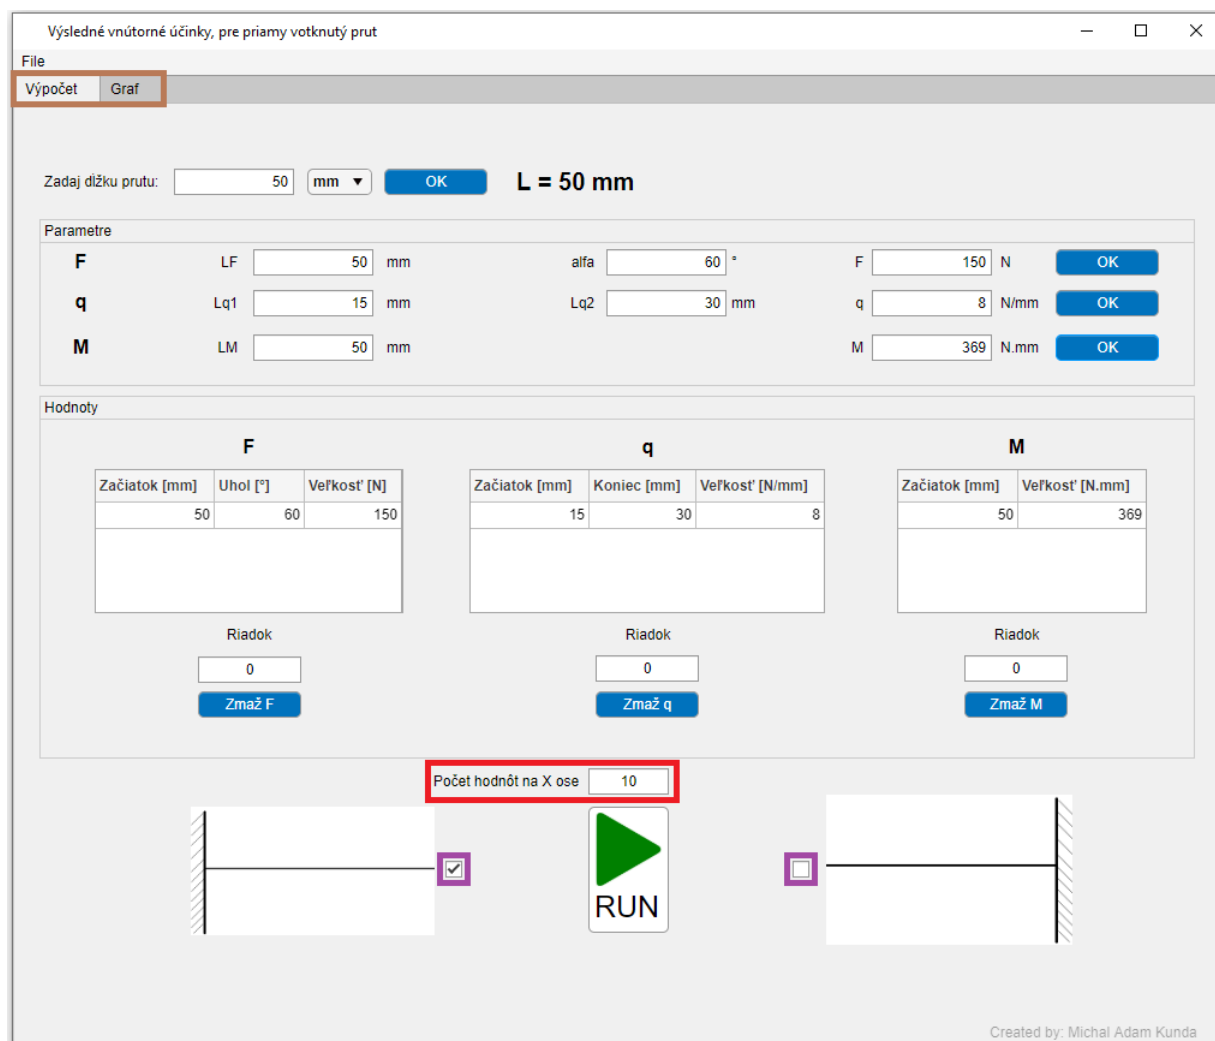 Výsledné vnútorné účinky, pre priamy votknutý prut
File
Výpočet Graf
Zadaj dĺžku prutu: 50 mm OK L = 50 mm
Parametre
F LF 50 mm alfa 60 ° F 150 N OK
q Lq1 15 mm Lq2 30 mm q 8 N/mm OK
M LM 50 mm M 369 N.mm OK
Hodnoty
F q M
Začiatok [mm] Uhol [°] Veľkosť [N] Začiatok [mm] Koniec [mm] Veľkosť [N/mm] Začiatok [mm] Veľkosť [N.mm]
50 60 150 15 30 8 50 369
Riadok Riadok Riadok
0 0 0
Zmaž F Zmaž q Zmaž M
Počet hodnôt na X ose 10
RUN
Created by: Michal Adam Kunda